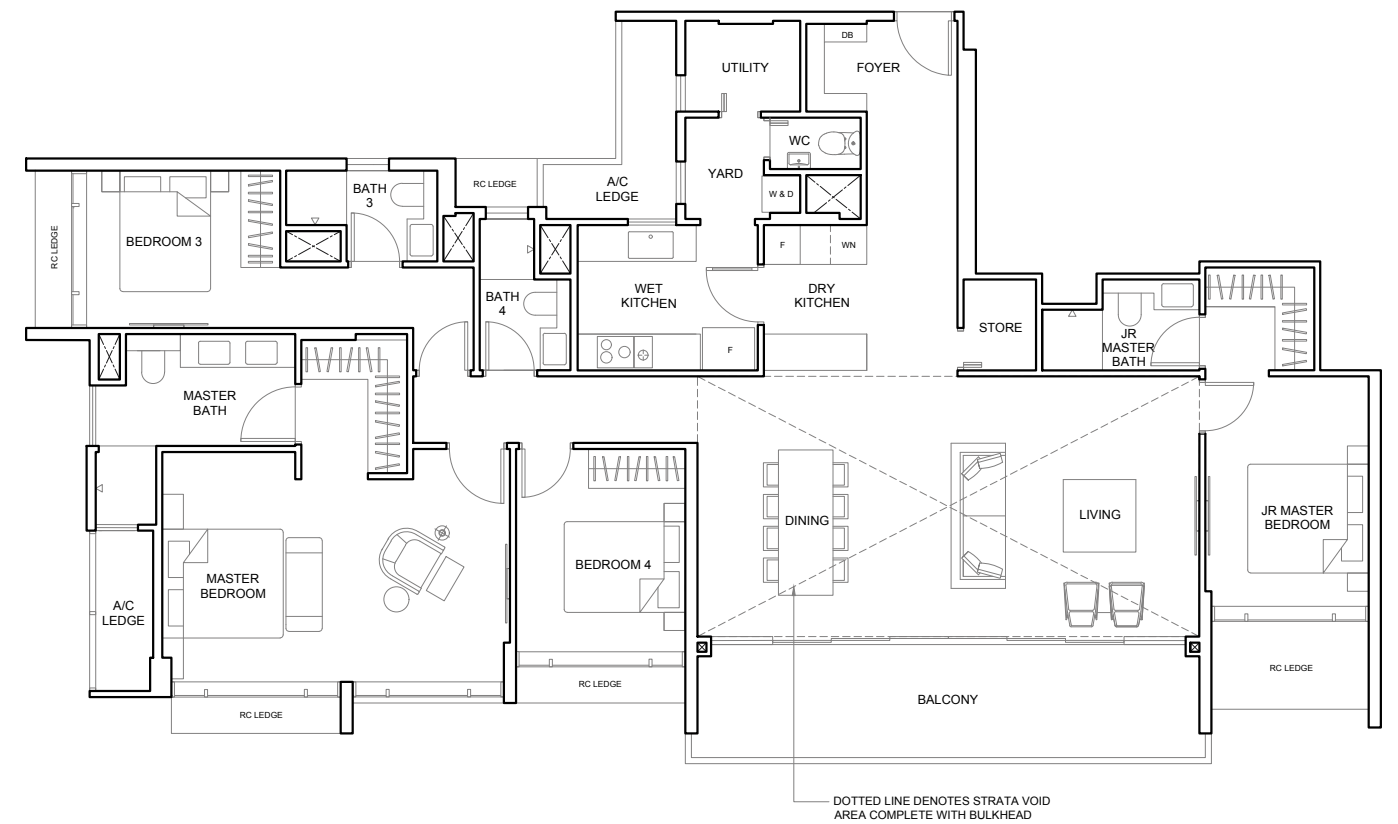 DB
UTILITY
FOYER
WC
YARD
RC LEDGE
A/C
LEDGE
W & D
BATH
3
BEDROOM 3
RC LEDGE
F
WN
WET
KITCHEN
DRY
KITCHEN
BATH
4
STORE
JR
MASTER
BATH
F
MASTER
BATH
DINING
LIVING
JR MASTER
BEDROOM
BEDROOM 4
MASTER
BEDROOM
A/C
LEDGE
RC LEDGE
RC LEDGE
RC LEDGE
BALCONY
DOTTED LINE DENOTES STRATA VOID
AREA COMPLETE WITH BULKHEAD